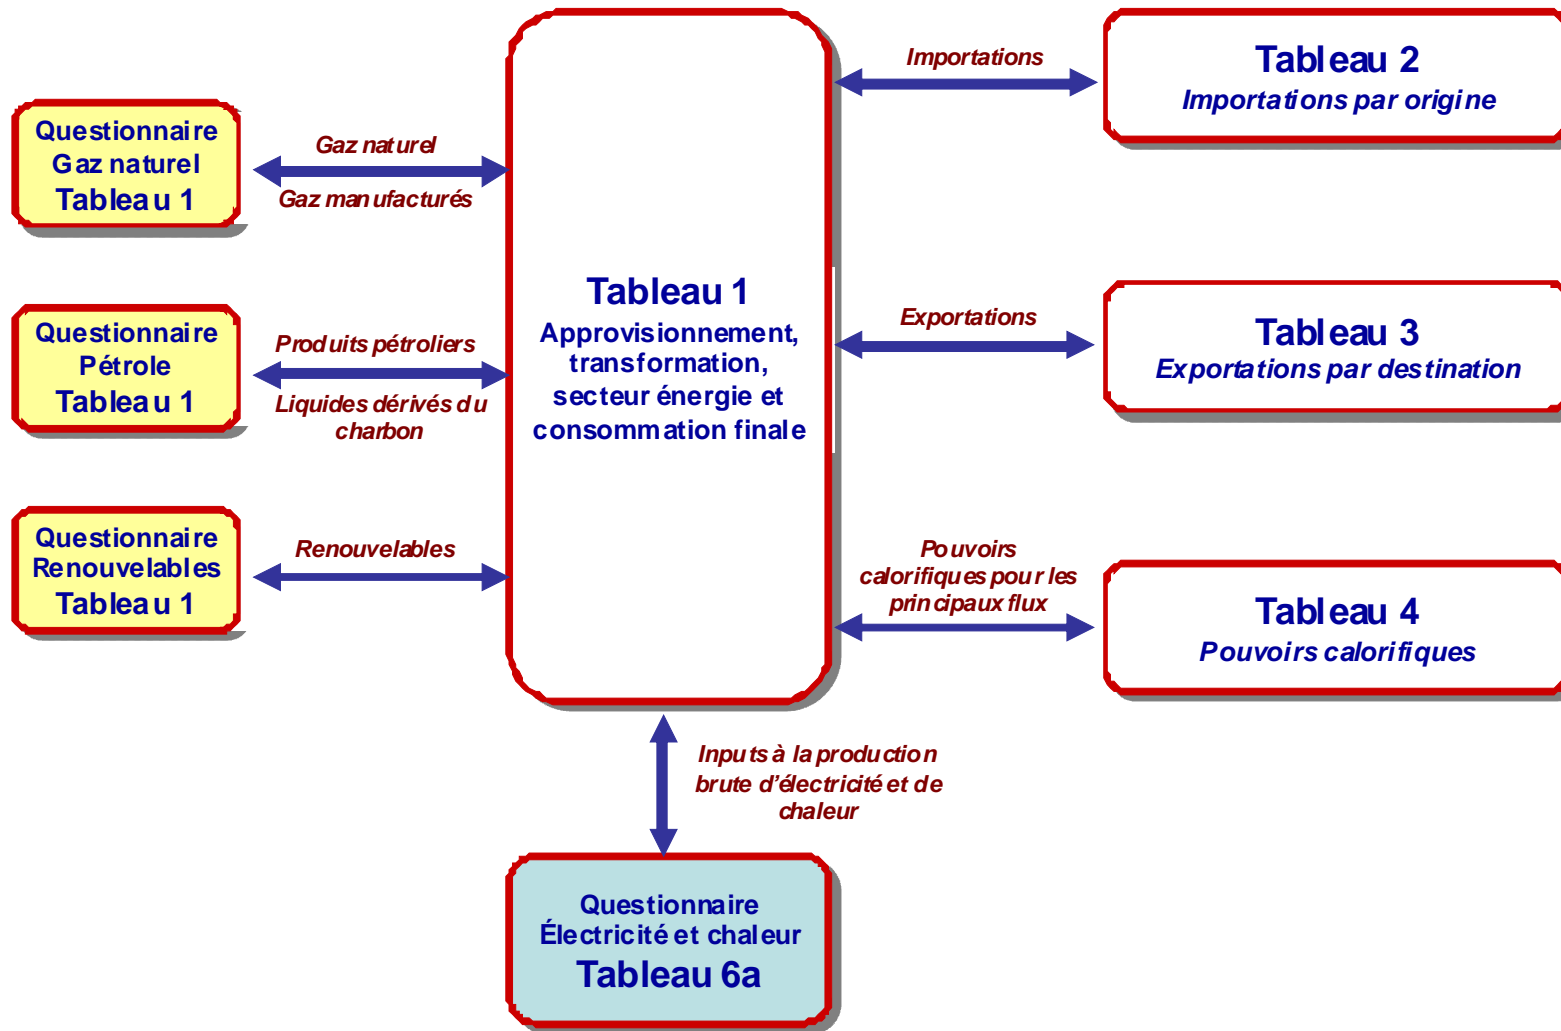 Questionnaire
Gaz naturel
Tableau 1
Gaz naturel
Gaz manufacturés
Questionnaire
Pétrole
Tableau 1
Produits pétroliers
Liquides dérivés du
charbon
Questionnaire
Renouvelables
Tableau 1
Renouvelables
Tableau 1
Approvisionnement,
transformation,
secteur énergie et
consommation finale
Importations
Tableau 2
Importations par origine
Exportations
Tableau 3
Exportations par destination
Pouvoirs
calorifiques pour les
principaux flux
Tableau 4
Pouvoirs calorifiques
Inputs à la production
brute d'électricité et de
chaleur
Questionnaire
Électricité et chaleur
Tableau 6a